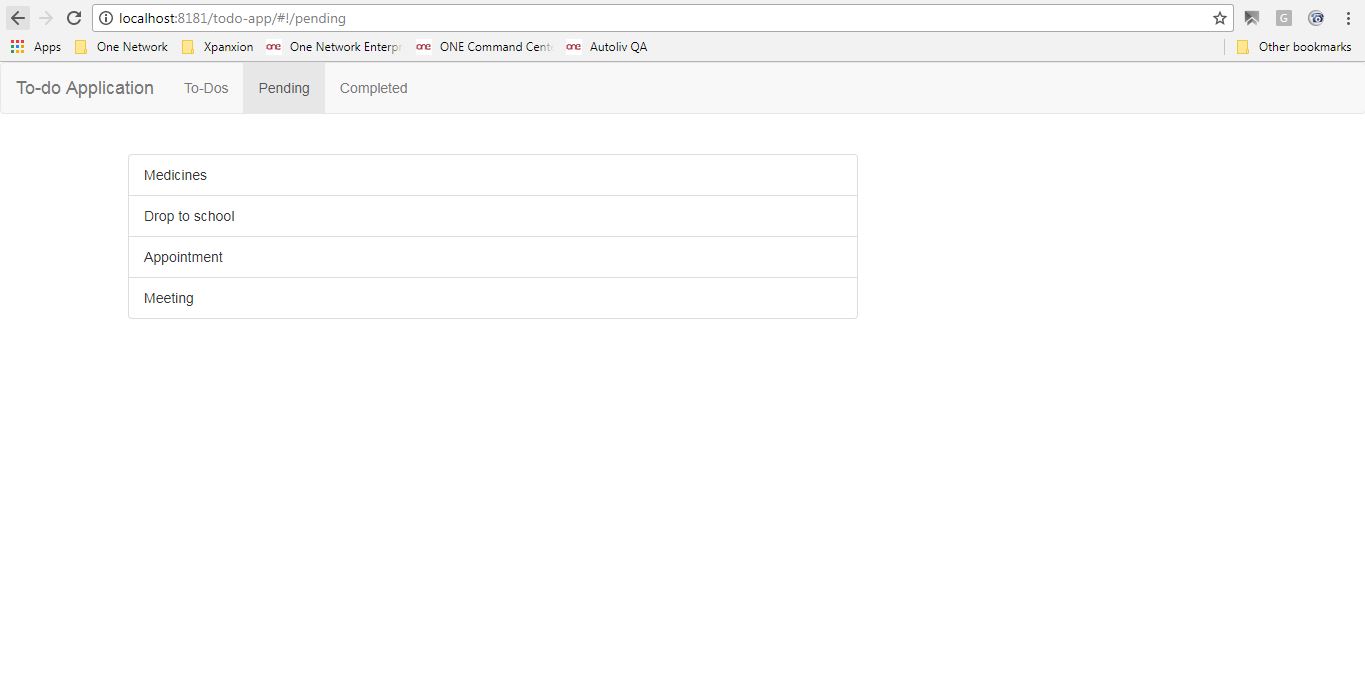 localhost:8181/todo-app/#!/pending
Apps One Network Xpanxion one One Network Enterpr one ONE Command Cent one Autoliv QA Other bookmarks
To-do Application To-Dos Pending Completed
Medicines
Drop to school
Appointment
Meeting